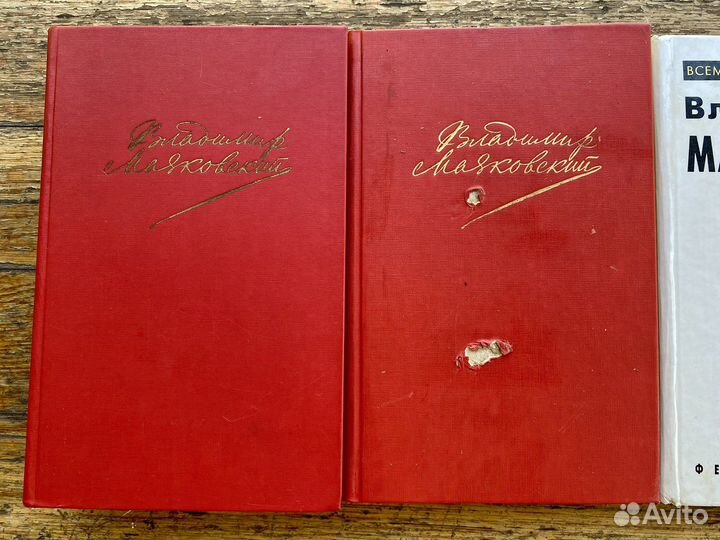 Владимир
Маяковский
Владимир
Маяковский
ВСЕМ
Вл
МА
Ф Е
Avito